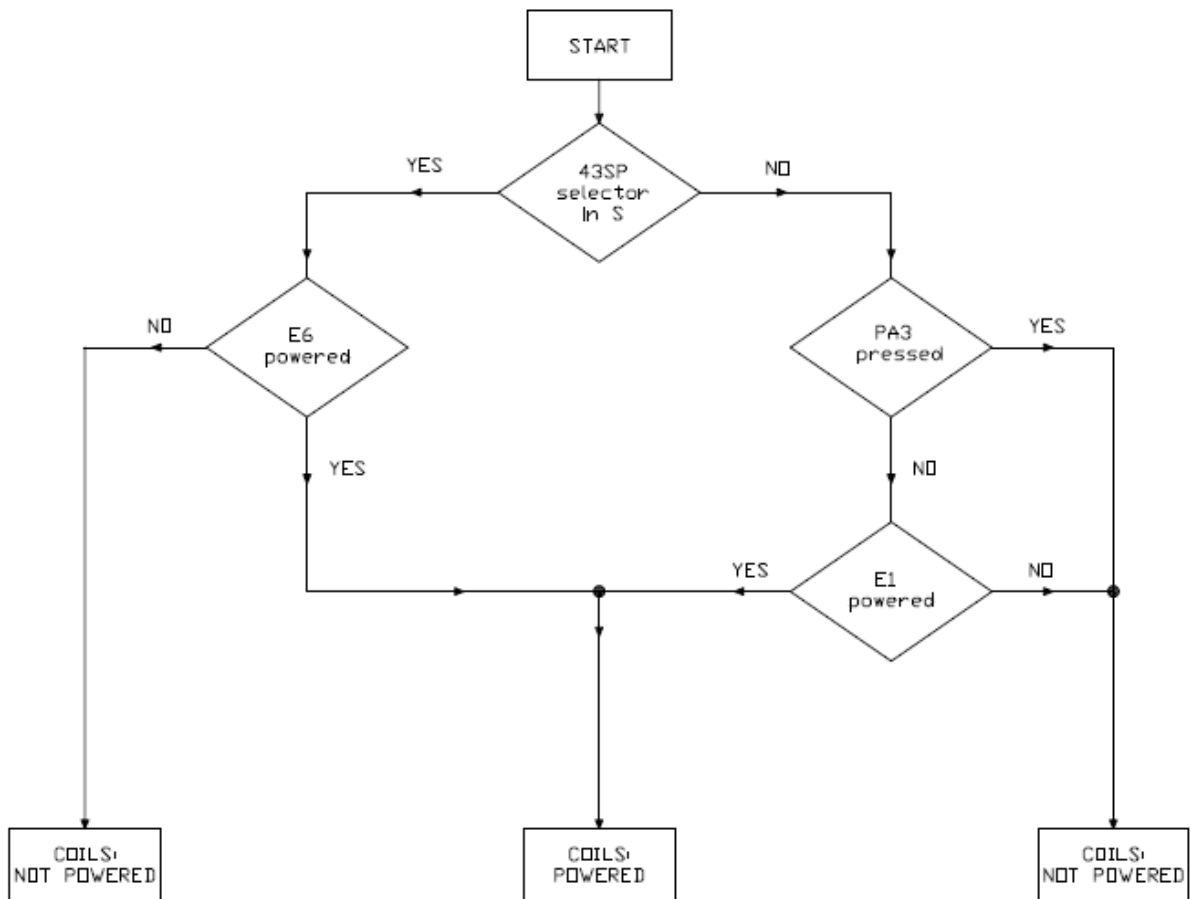 START
YES
43SP
selector
In S
NO
NO
E6
powered
PA3
pressed
YES
YES
NO
YES
E1
powered
NO
COILS:
NOT POWERED
COILS:
POWERED
COILS:
NOT POWERED